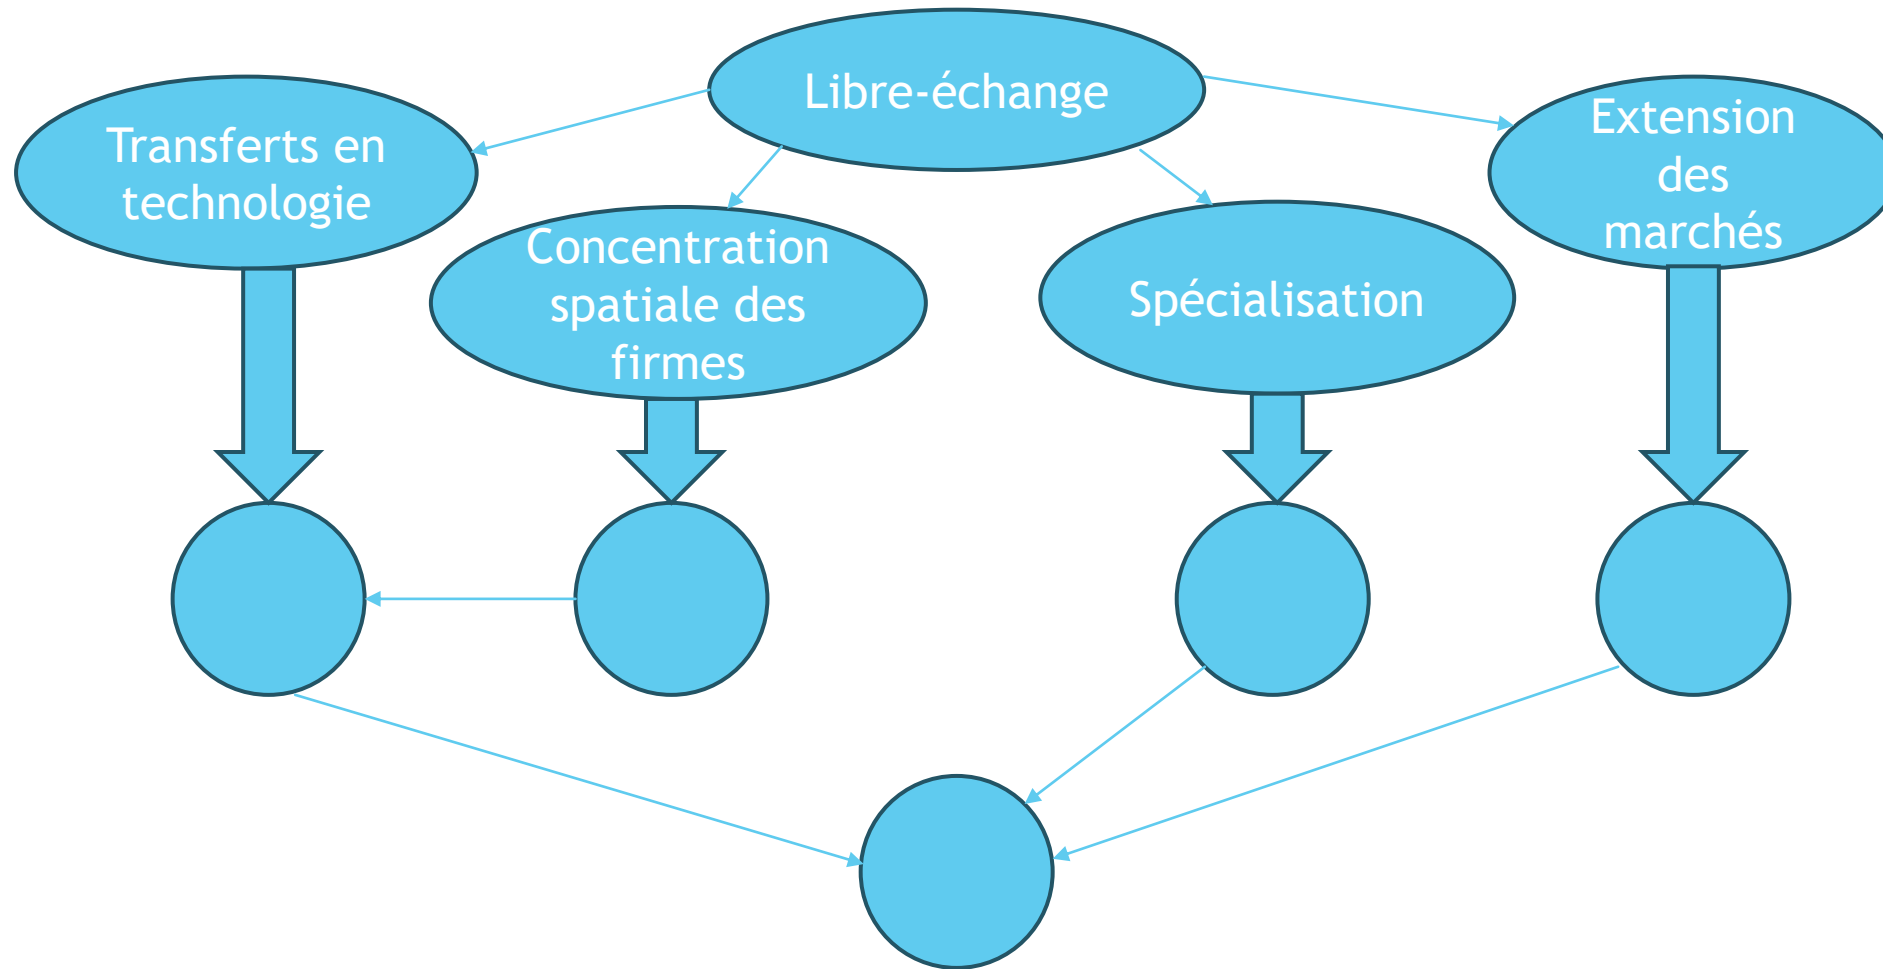 Libre-échange
Transferts en
technologie
Concentration
spatiale des
firmes
Spécialisation
Extension
des
marchés